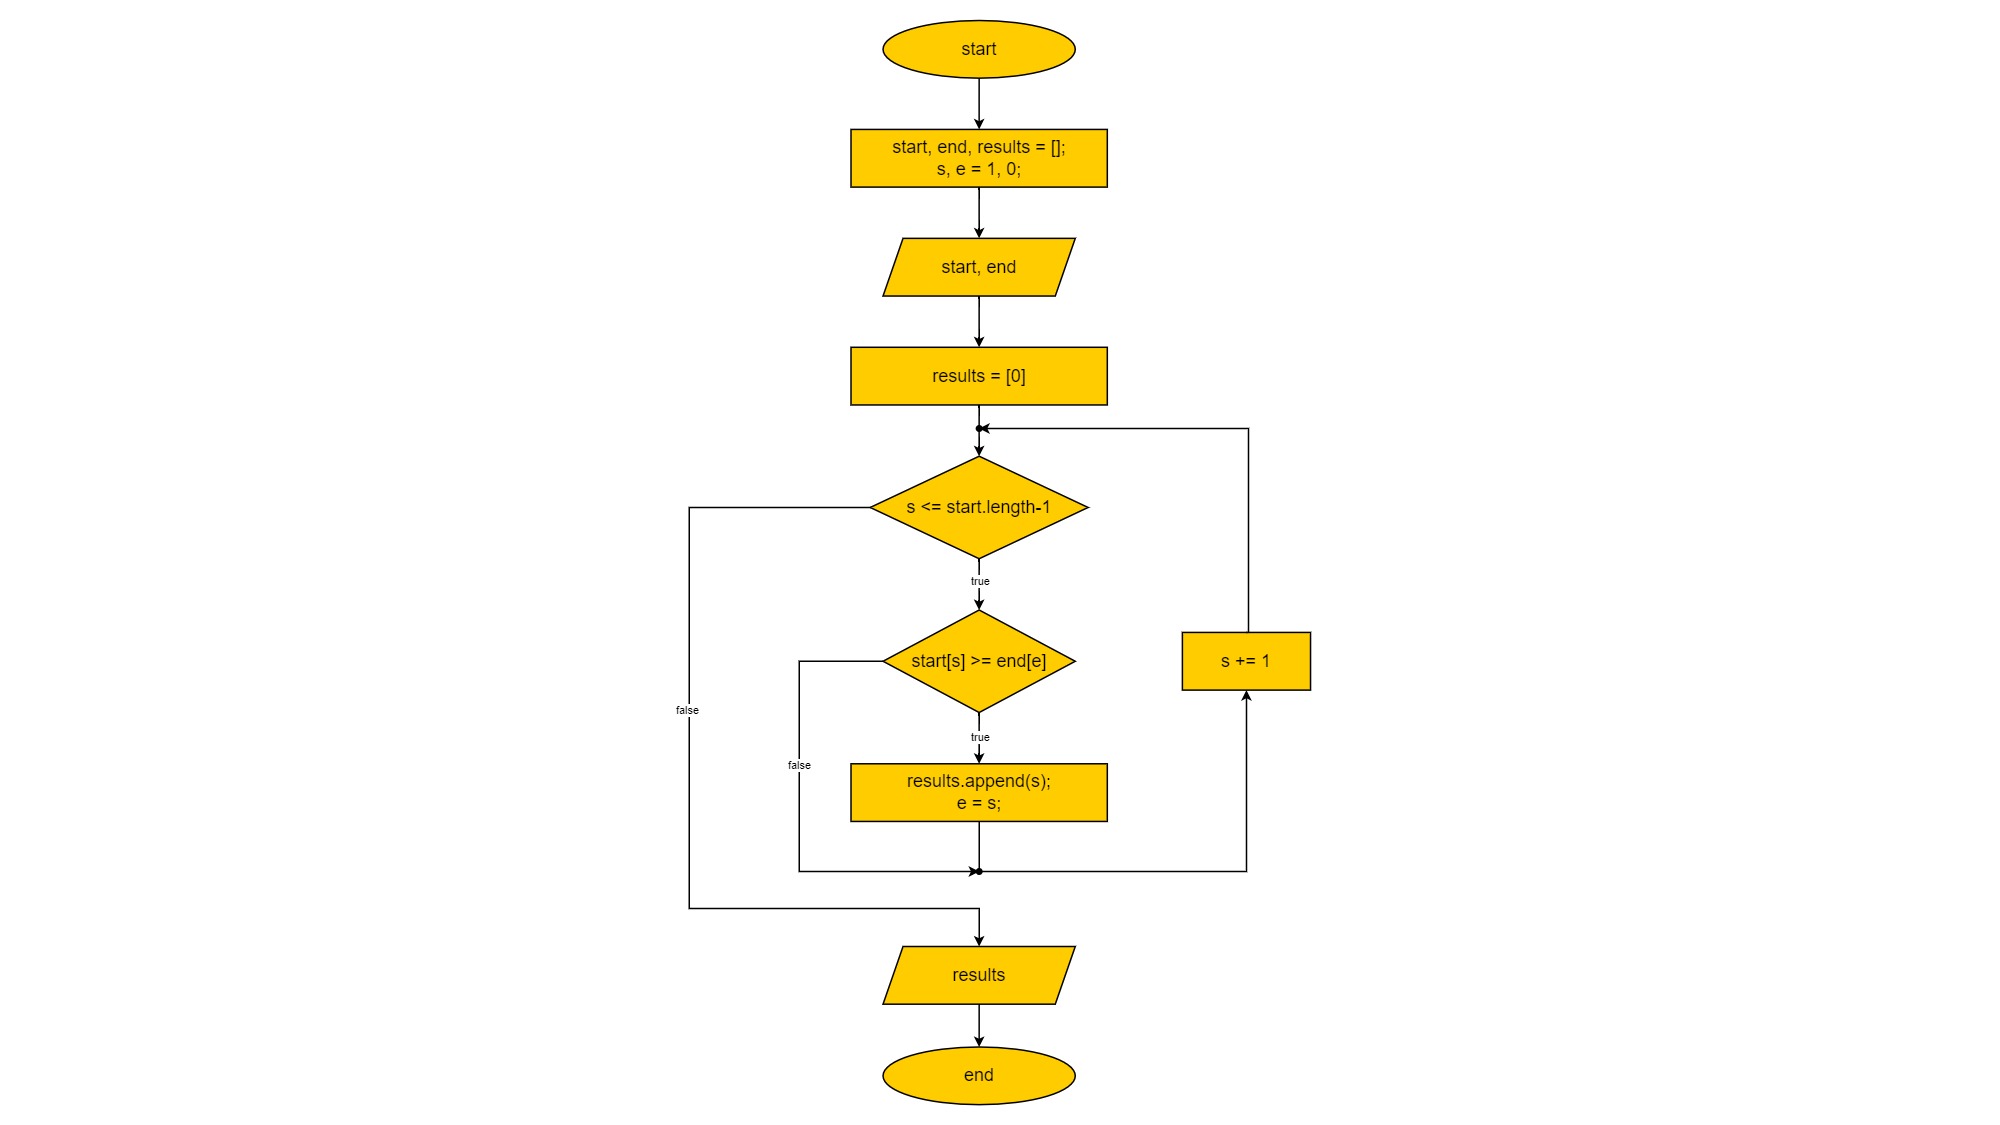 start
start, end, results = [];
s, e = 1, 0;
start, end
results = [0]
s <= start.length-1
true
start[s] >= end[e]
s += 1
false
true
false
results.append(s);
e = s;
results
end